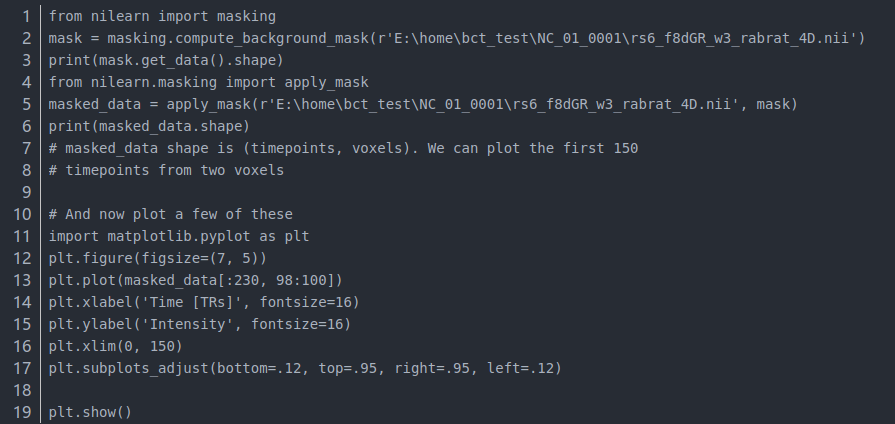 1 from nilearn import masking
2 mask = masking.compute_background_mask(r'E:\home\bct_test\NC_01_0001\rs6_f8dGR_w3_rabrat_4D.nii')
3 print(mask.get_data().shape)
4 from nilearn.masking import apply_mask
5 masked_data = apply_mask(r'E:\home\bct_test\NC_01_0001\rs6_f8dGR_w3_rabrat_4D.nii', mask)
6 print(masked_data.shape)
7 # masked_data shape is (timepoints, voxels). We can plot the first 150
8 # timepoints from two voxels
9
10 # And now plot a few of these
11 import matplotlib.pyplot as plt
12 plt.figure(figsize=(7, 5))
13 plt.plot(masked_data[:230, 98:100])
14 plt.xlabel('Time [TRs]', fontsize=16)
15 plt.ylabel('Intensity', fontsize=16)
16 plt.xlim(0, 150)
17 plt.subplots_adjust(bottom=.12, top=.95, right=.95, left=.12)
18
19 plt.show()